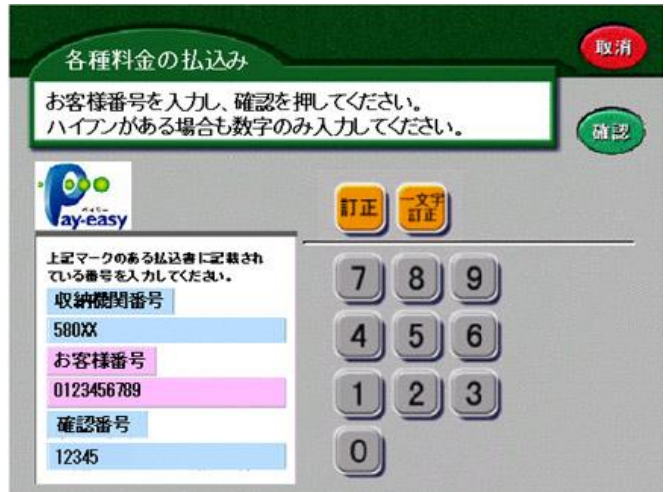 各種料金の払込み
取消
お客様番号を入力し、確認を押してください。
ハイフンがある場合も数字のみ入力してください。
確認
ペイジー
Pay-easy
訂正
一文字
訂正
上記マークのある払込書に記載され
ている番号を入力してください。
収納機関番号
580XX
お客様番号
0123456789
確認番号
12345
7 8 9
4 5 6
1 2 3
0